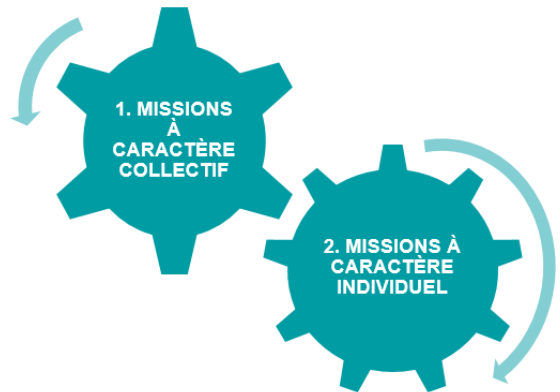 1. MISSIONS
À
CARACTÈRE
COLLECTIF
2. MISSIONS À
CARACTÈRE
INDIVIDUEL